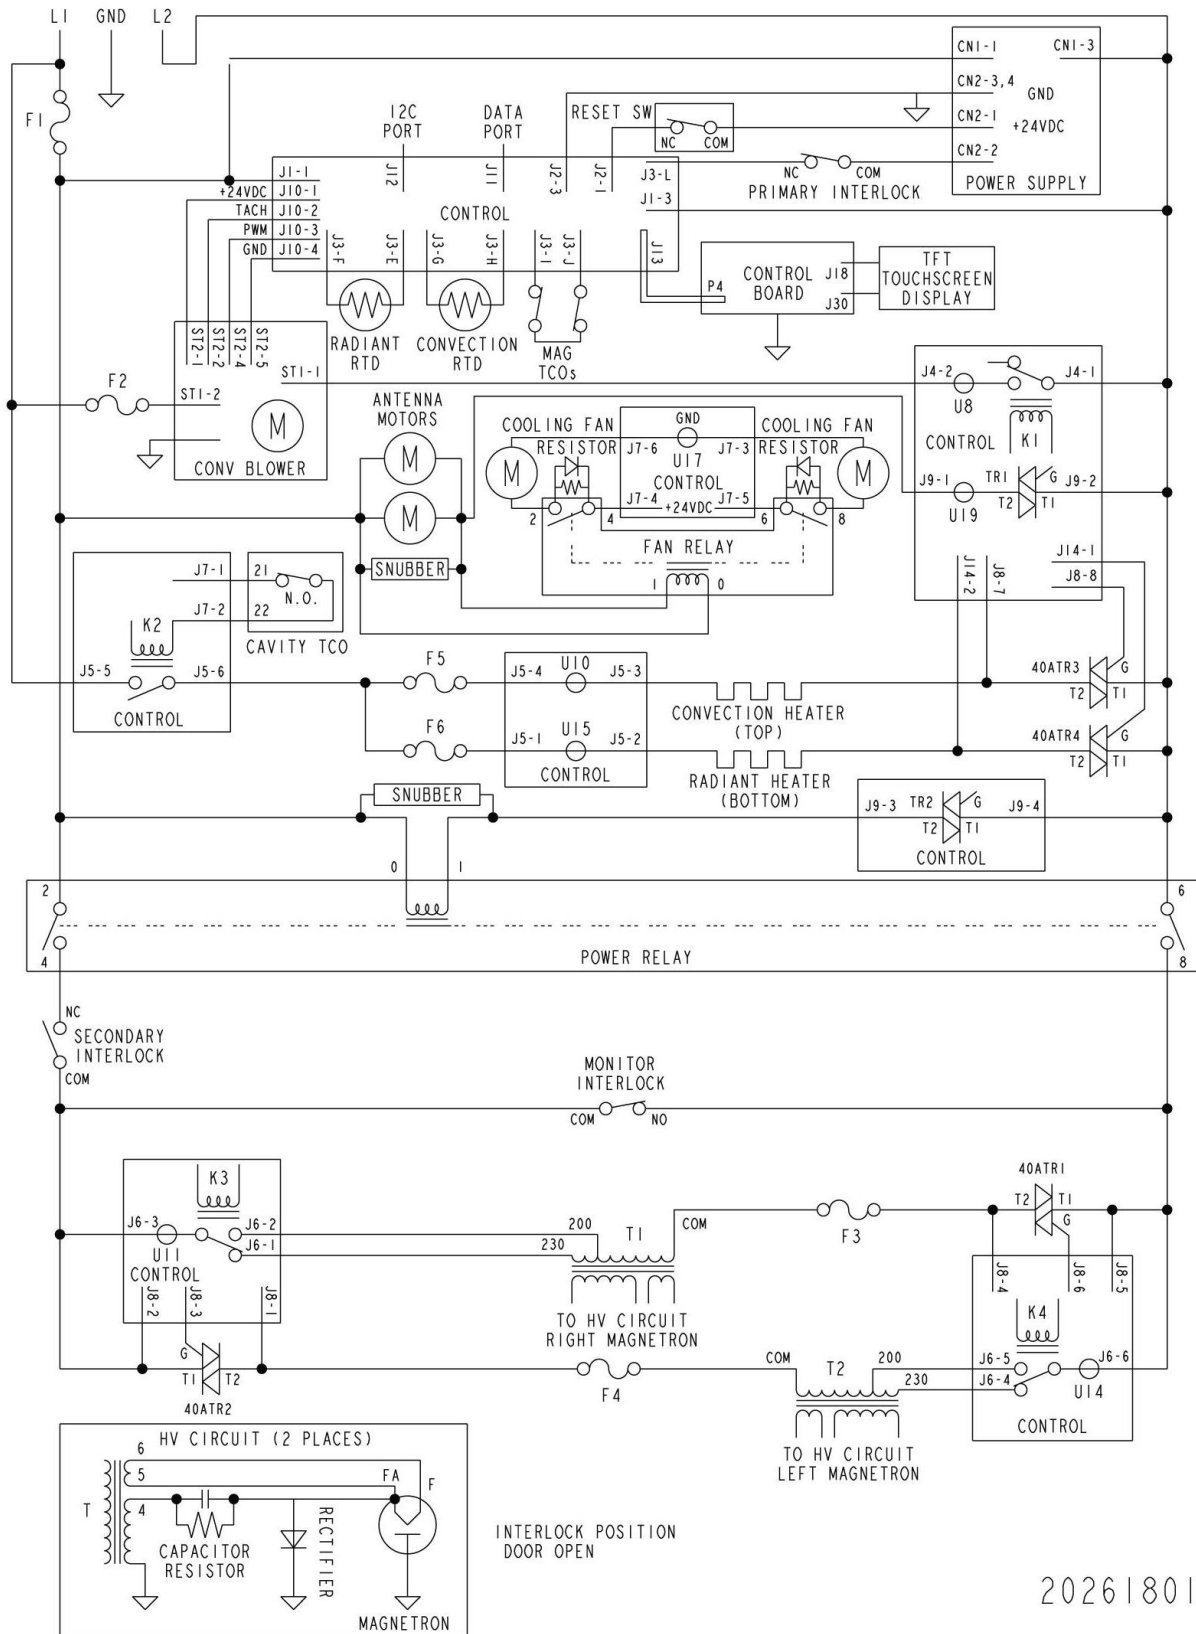 L1 GND L2
CN1-1 CN1-3
CN2-3,4
GND
CN2-1
+24VDC
CN2-2
POWER SUPPLY
F1
I2C
PORT
DATA
PORT
RESET SW
NC COM
J12
J11
J2-3
J2-1
J3-L
NC COM
PRIMARY INTERLOCK
J1-1
+24VDC J10-1
TACH J10-2
PWM J10-3
GND J10-4
CONTROL
J1-3
J3-F
J3-E
J3-G
J3-H
J3-I
J3-J
J13
P4
CONTROL
BOARD
J18
J30
TFT
TOUCHSCREEN
DISPLAY
RADIANT
RTD
CONVECTION
RTD
MAG
TCOs
ST2-1
ST2-2
ST2-4
ST2-5
ST1-1
F2
ST1-2
M
CONV BLOWER
ANTENNA
MOTORS
M
M
SNUBBER
COOLING FAN
RESISTOR
GND
J7-6 J7-3
U17
CONTROL
J7-4 +24VDC J7-5
COOLING FAN
RESISTOR
M
M
2 4 6 8
FAN RELAY
1 0
J4-2 J4-1
U8
CONTROL K1
J9-1 TR1 G J9-2
U19 T2 T1
J14-2
J8-7
J14-1
J8-8
J7-1 21
N.O.
J7-2 22
CAVITY TCO
K2
J5-5 J5-6
CONTROL
F5
J5-4 U10 J5-3
CONVECTION HEATER
(TOP)
40ATR3 G
T2 T1
F6
J5-1 U15 J5-2
CONTROL
RADIANT HEATER
(BOTTOM)
40ATR4 G
T2 T1
SNUBBER
0 1
J9-3 TR2 G J9-4
T2 T1
CONTROL
2 6
4 8
POWER RELAY
NC
SECONDARY
INTERLOCK
COM
MONITOR
INTERLOCK
COM NO
K3
J6-3 J6-2
U11 J6-1
CONTROL
J8-2
J8-3
J8-1
G
T1 T2
40ATR2
200
230
T1
COM
TO HV CIRCUIT
RIGHT MAGNETRON
F3
40ATR1
T2 T1
G
J8-4
J8-6
J8-5
K4
J6-5 J6-6
J6-4
U14
CONTROL
F4
COM T2 200
230
TO HV CIRCUIT
LEFT MAGNETRON
HV CIRCUIT (2 PLACES)
6
5
4
T
FA F
CAPACITOR
RESISTOR
RECTIFIER
MAGNETRON
INTERLOCK POSITION
DOOR OPEN
20261801